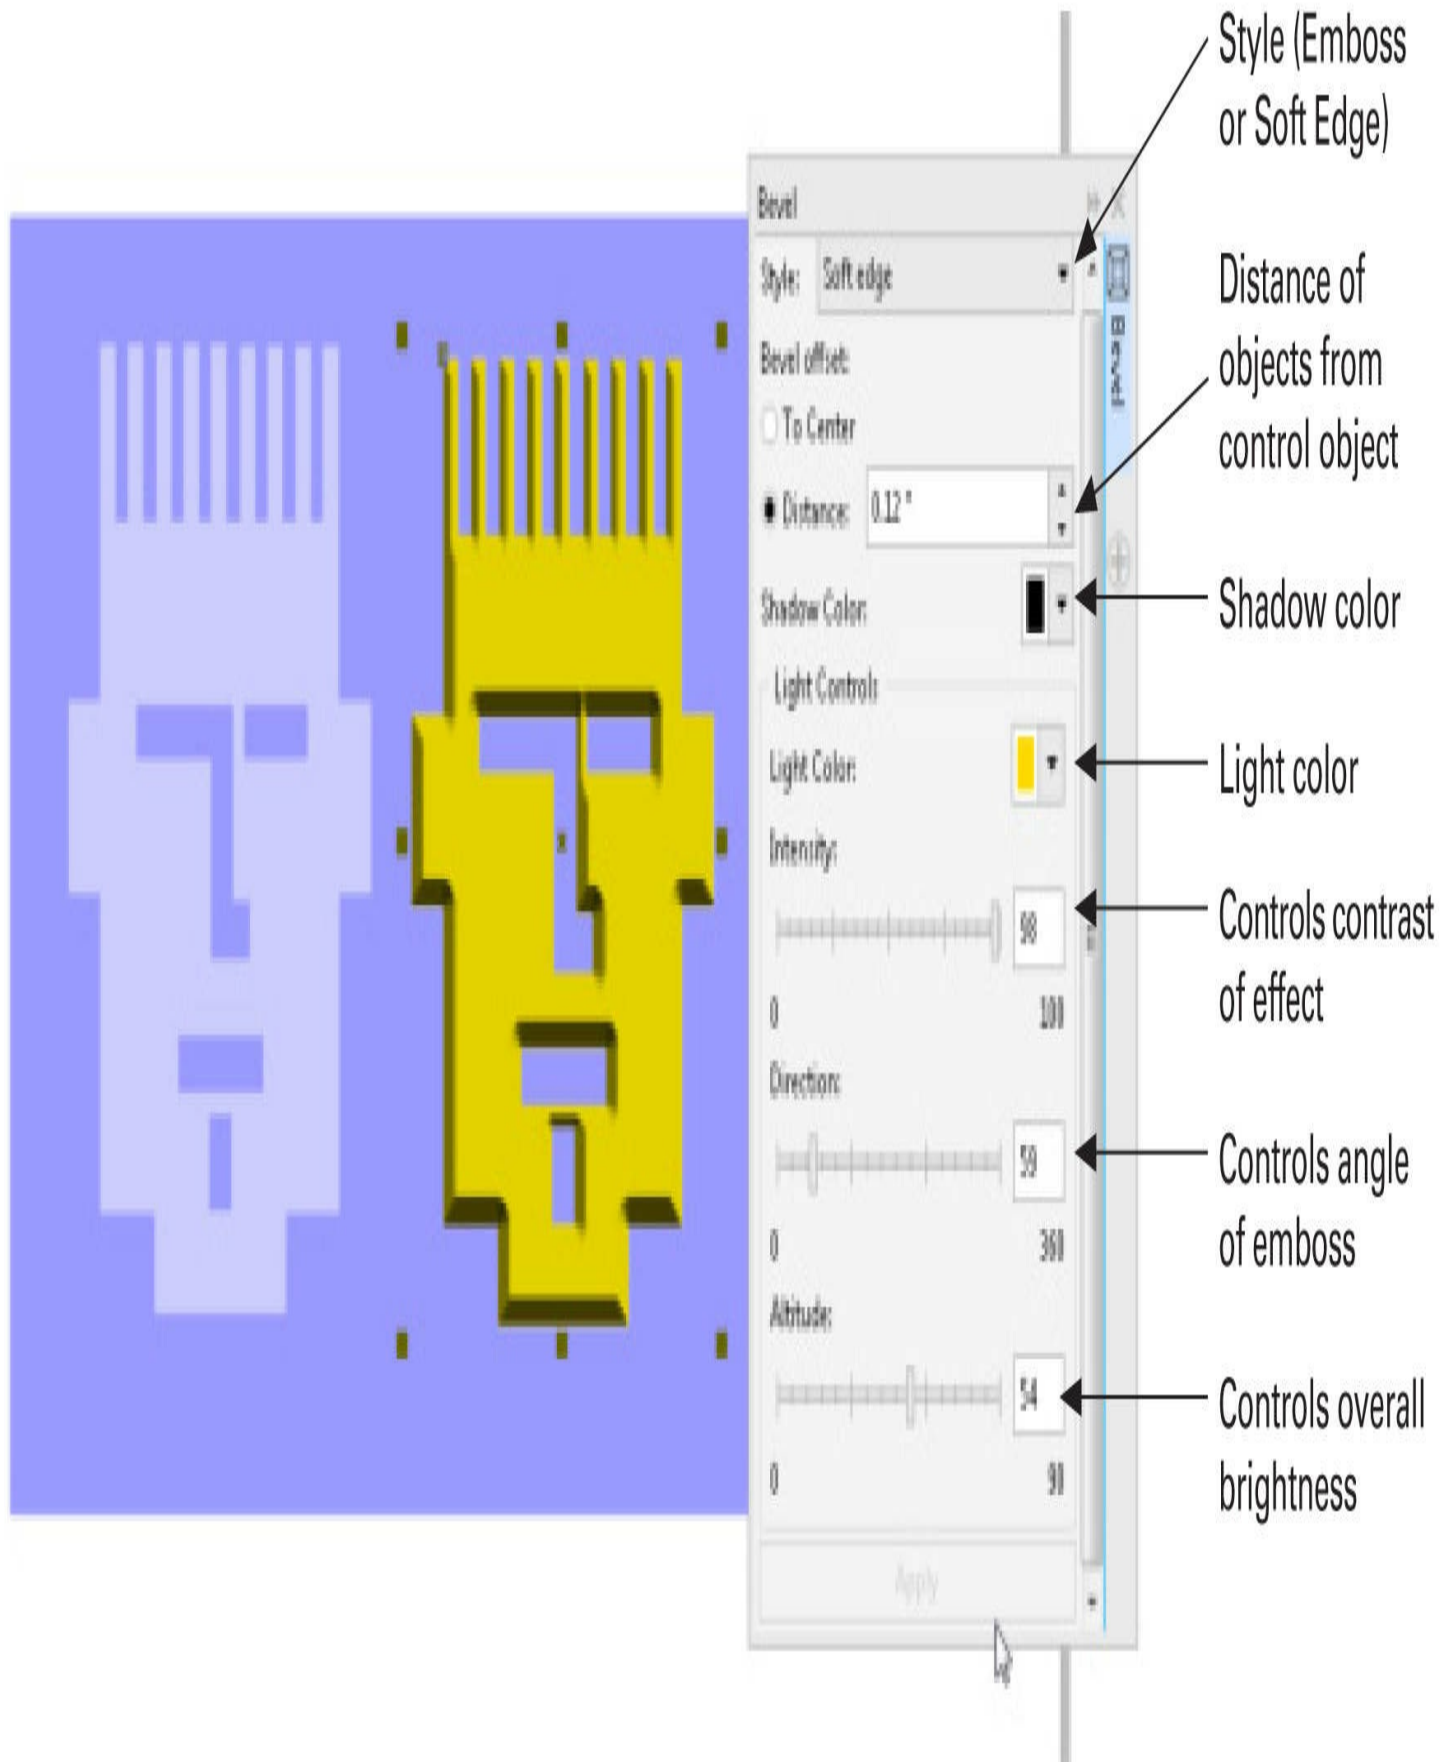 Style (Emboss
or Soft Edge)
Bevel
Style: Soft edge
Bevel
Distance of
objects from
control object
Bevel offset:
To Center
Distance: 0.12 "
Shadow Color:
Shadow color
Light Controls
Light Color:
Light color
Intensity:
98
Controls contrast
of effect
0 100
Direction:
59
Controls angle
of emboss
0 360
Altitude:
54
Controls overall
brightness
0 90
Apply